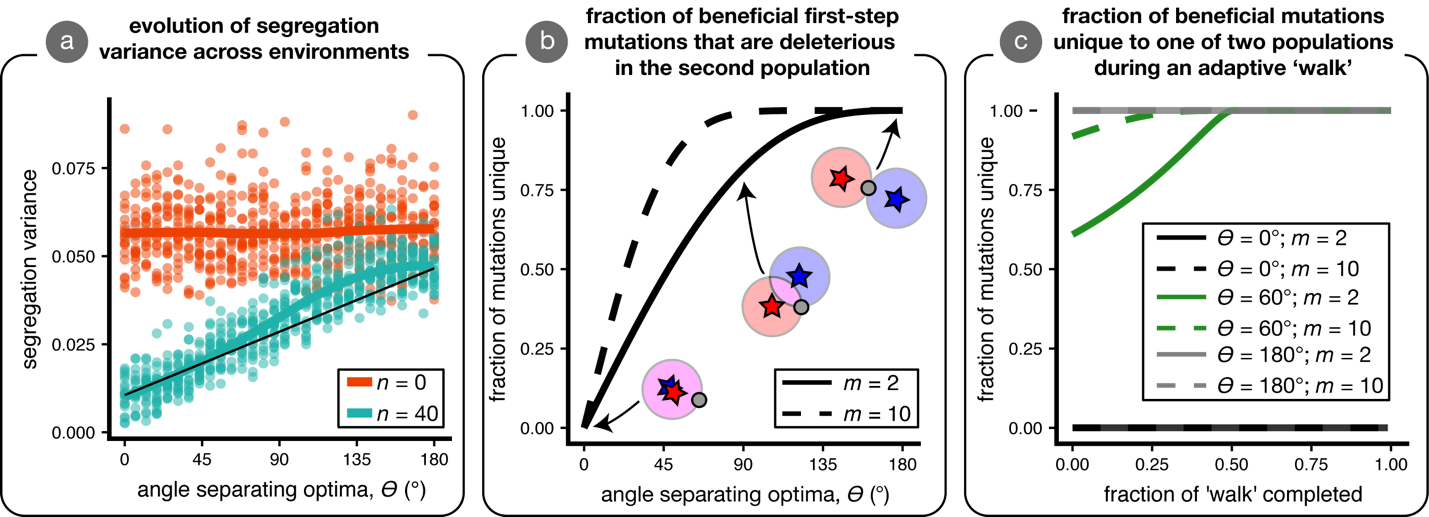 a
evolution of segregation
variance across environments
segregation variance
0.075
0.050
0.025
0.000
n = 0
n = 40
0 45 90 135 180
angle separating optima, Θ (°)
b
fraction of beneficial first-step
mutations that are deleterious
in the second population
fraction of mutations unique
1.00
0.75
0.50
0.25
0.00
m = 2
m = 10
0 45 90 135 180
angle separating optima, Θ (°)
c
fraction of beneficial mutations
unique to one of two populations
during an adaptive ‘walk’
fraction of mutations unique
1.00
0.75
0.50
0.25
0.00
Θ = 0°; m = 2
Θ = 0°; m = 10
Θ = 60°; m = 2
Θ = 60°; m = 10
Θ = 180°; m = 2
Θ = 180°; m = 10
0.00 0.25 0.50 0.75 1.00
fraction of 'walk' completed